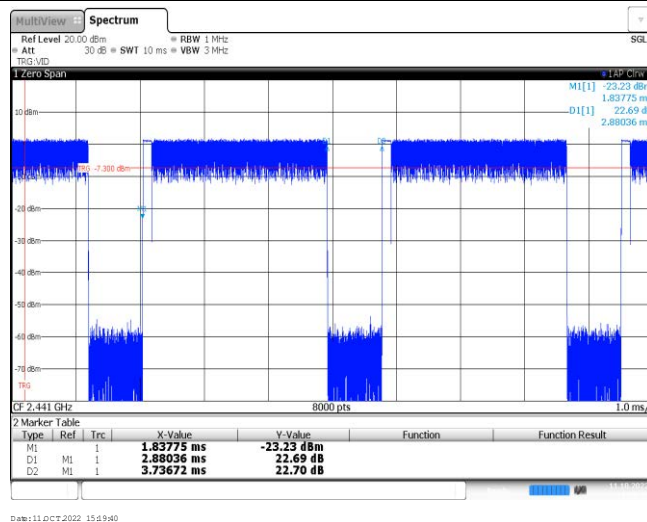 MultiView Spectrum
Ref Level 20.00 dBm RBW 1 MHz SGL
Att 30 dB SWT 10 ms VBW 3 MHz
TRG:VID
1 Zero Span 1AP Clrw
M1[1] -23.23 dBm
1.83775 m
D1[1] 22.69 d
2.88036 m
10 dBm
TRG -7.300 dBm
-20 dBm
-30 dBm
-40 dBm
-50 dBm
-60 dBm
-70 dBm
TRG
CF 2.441 GHz 8000 pts 1.0 ms/
2 Marker Table
Type Ref Trc X-Value Y-Value Function Function Result
M1 1 1.83775 ms -23.23 dBm
D1 M1 1 2.88036 ms 22.69 dB
D2 M1 1 3.73672 ms 22.70 dB
Date:11.OCT.2022 15:19:40